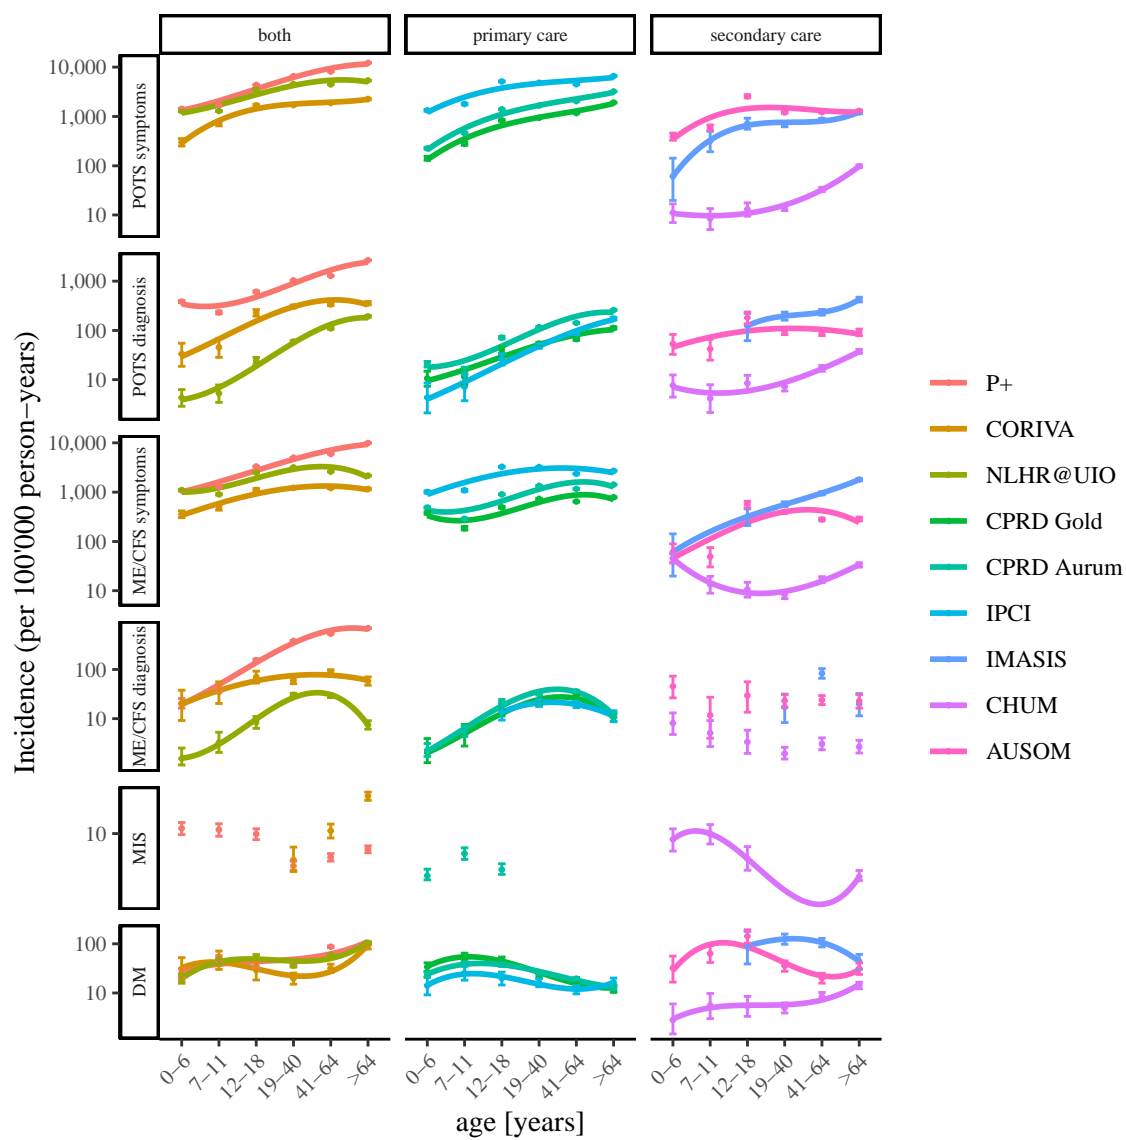 both
primary care
secondary care
Incidence (per 100'000 person−years)
POTS symptoms
10,000
1,000
100
10
POTS diagnosis
1,000
100
10
ME/CFS symptoms
10,000
1,000
100
10
ME/CFS diagnosis
100
10
MIS
10
DM
100
10
0−6
7−11
12−18
19−40
41−64
>64
0−6
7−11
12−18
19−40
41−64
>64
0−6
7−11
12−18
19−40
41−64
>64
age [years]
P+
CORIVA
NLHR@UIO
CPRD Gold
CPRD Aurum
IPCI
IMASIS
CHUM
AUSOM